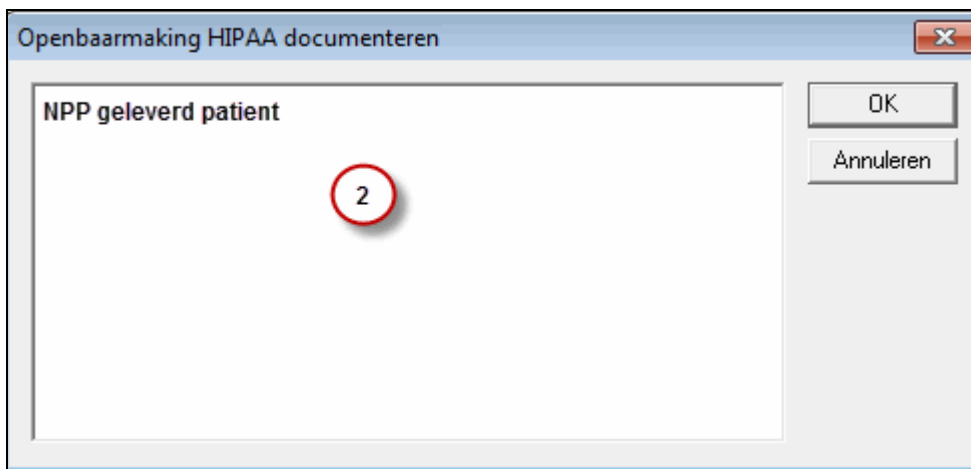 Openbaarmaking HIPAA documenteren
NPP geleverd patient
OK
Annuleren
2